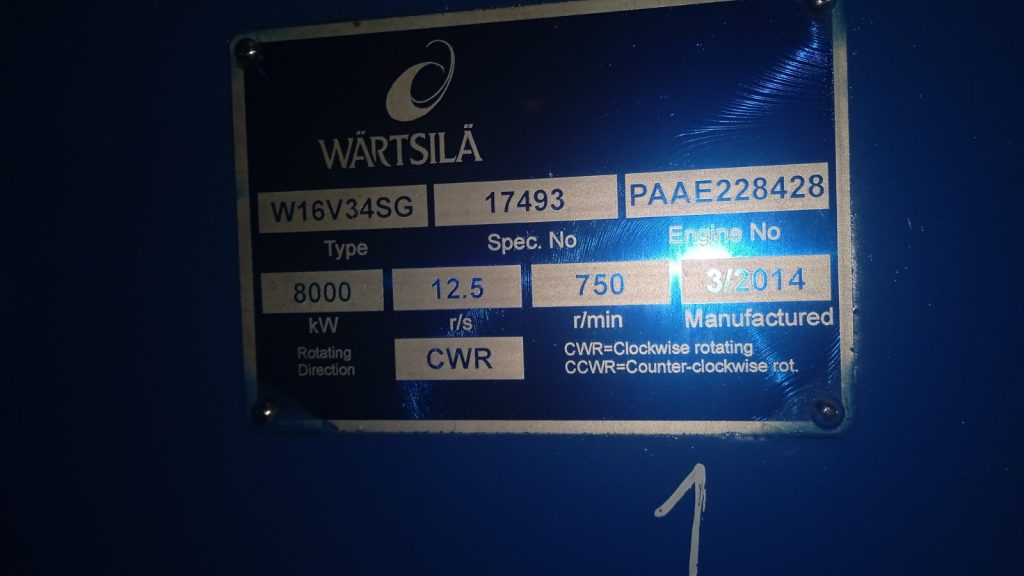 WÄRTSILÄ
W16V34SG 17493 PAAE228428
Type Spec. No Engine No
8000 12.5 750 3/2014
kW r/s r/min Manufactured
Rotating
Direction
CWR
CWR=Clockwise rotating
CCWR=Counter-clockwise rot.
1